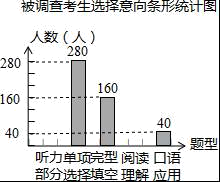 被调查考生选择意向条形统计图
人数（人）
280
280
160
160
40
40
题型
听力单项完型 阅读 口语
部分选择填空 理解 应用